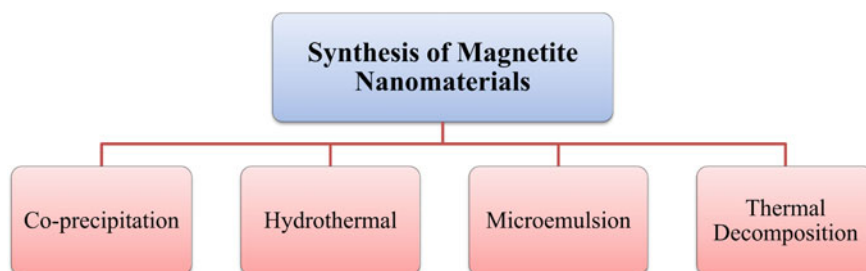 Synthesis of Magnetite
Nanomaterials
Co-precipitation
Hydrothermal
Microemulsion
Thermal
Decomposition